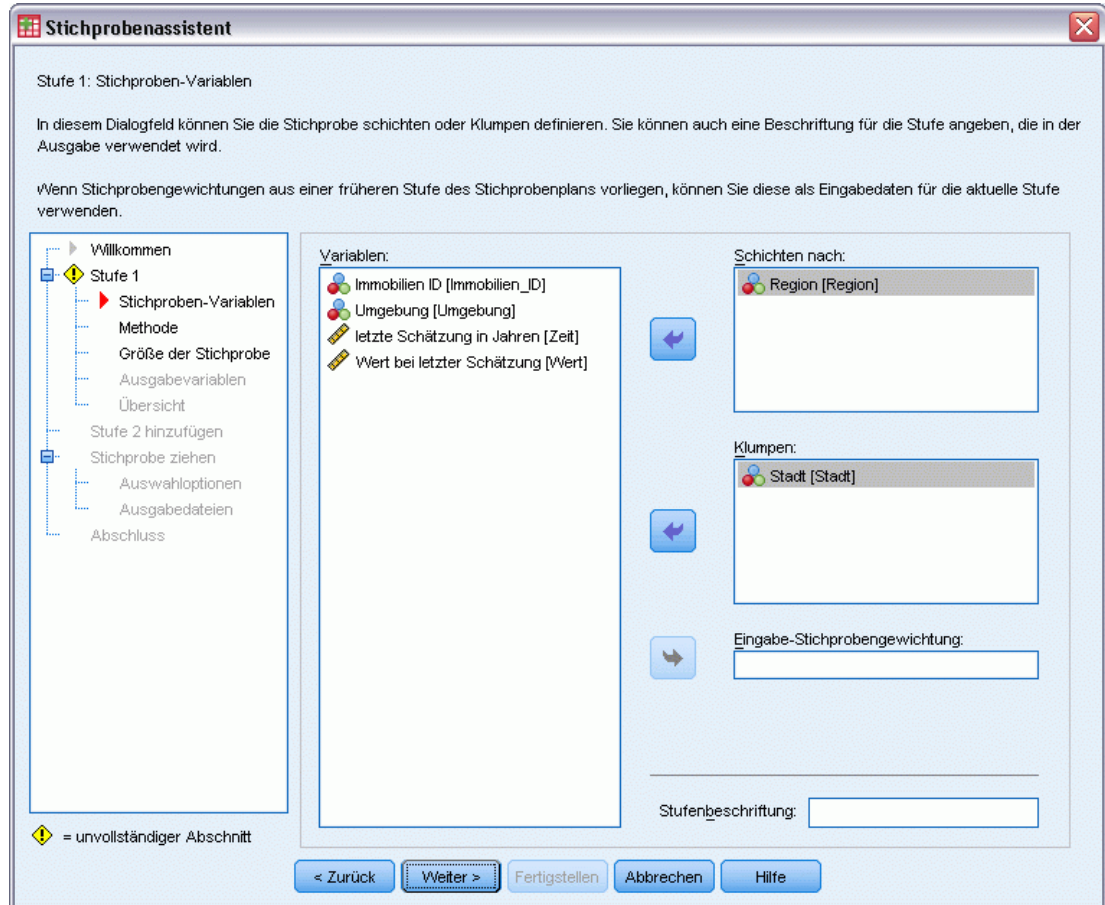 Stichprobenassistent
Stufe 1: Stichproben-Variablen
In diesem Dialogfeld können Sie die Stichprobe schichten oder Klumpen definieren. Sie können auch eine Beschriftung für die Stufe angeben, die in der
Ausgabe verwendet wird.
Wenn Stichprobengewichtungen aus einer früheren Stufe des Stichprobenplans vorliegen, können Sie diese als Eingabedaten für die aktuelle Stufe
verwenden.
Willkommen
Stufe 1
Stichproben-Variablen
Methode
Größe der Stichprobe
Ausgabevariablen
Übersicht
Stufe 2 hinzufügen
Stichprobe ziehen
Auswahloptionen
Ausgabedateien
Abschluss
= unvollständiger Abschnitt
Variablen:
Immobilien ID [Immobilien_ID]
Umgebung [Umgebung]
letzte Schätzung in Jahren [Zeit]
Wert bei letzter Schätzung [Wert]
Schichten nach:
Region [Region]
Klumpen:
Stadt [Stadt]
Eingabe-Stichprobengewichtung:
Stufenbeschriftung:
< Zurück
Weiter >
Fertigstellen
Abbrechen
Hilfe